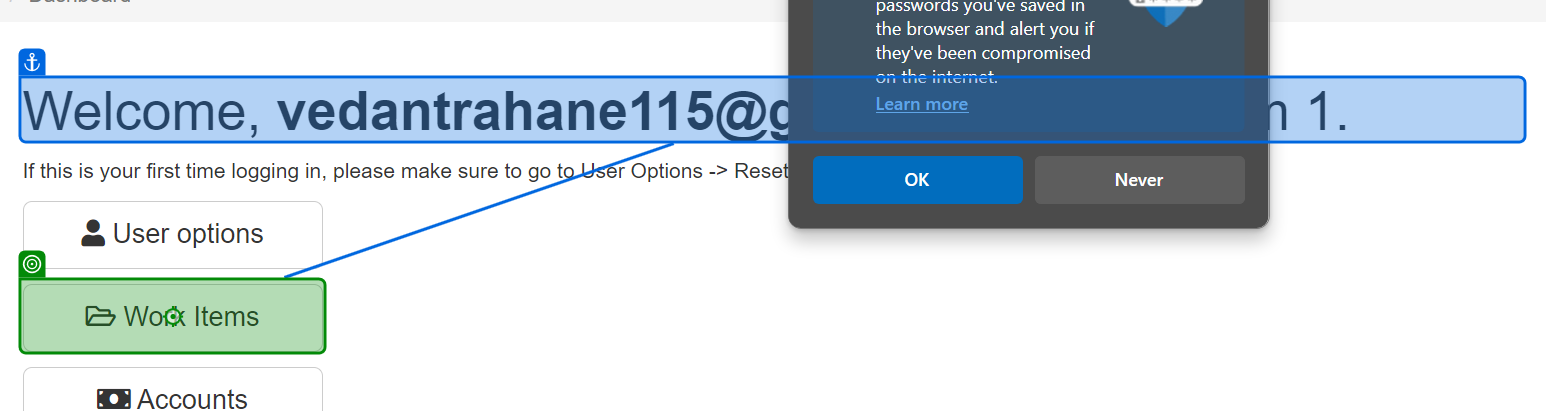 Dashboard
passwords you've saved in
the browser and alert you if
they've been compromised
on the internet.
Learn more
Welcome, vedantrahane115@g 1.
If this is your first time logging in, please make sure to go to User Options -> Reset
OK
Never
User options
Work Items
Accounts